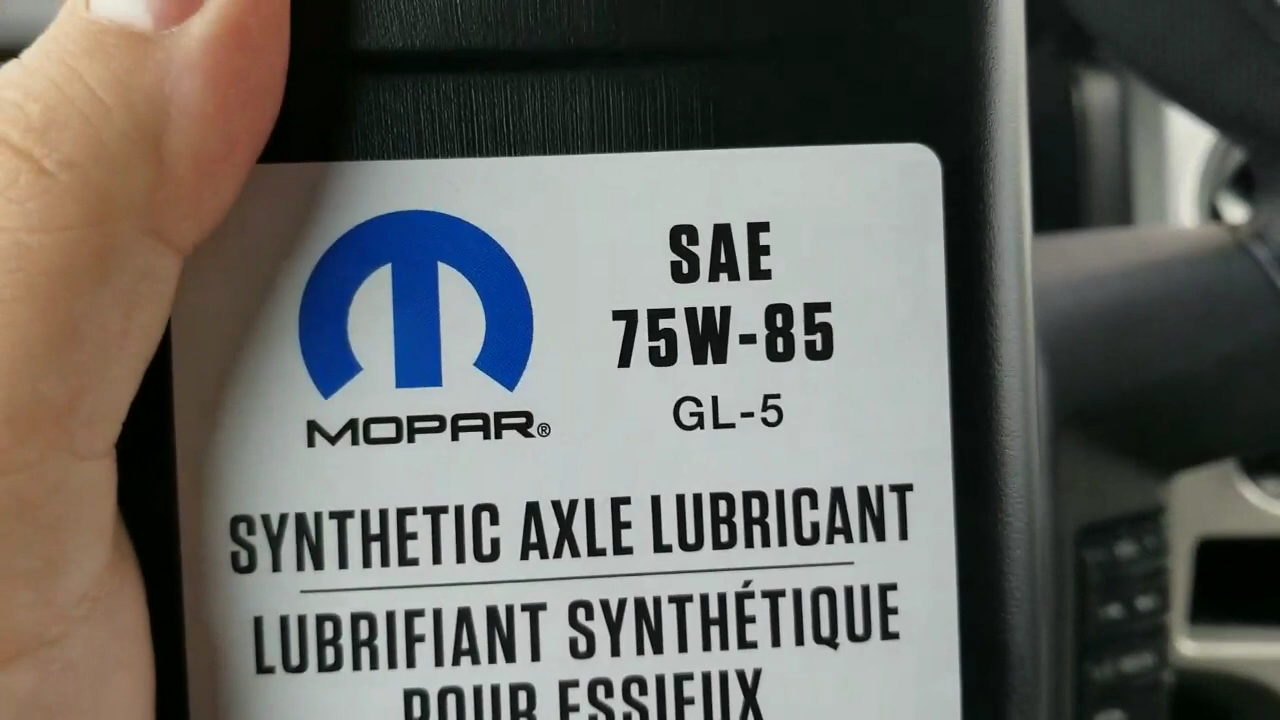 SAE
75W-85
GL-5
MOPAR®
SYNTHETIC AXLE LUBRICANT
LUBRIFIANT SYNTHÉTIQUE
POUR ESSIEUX